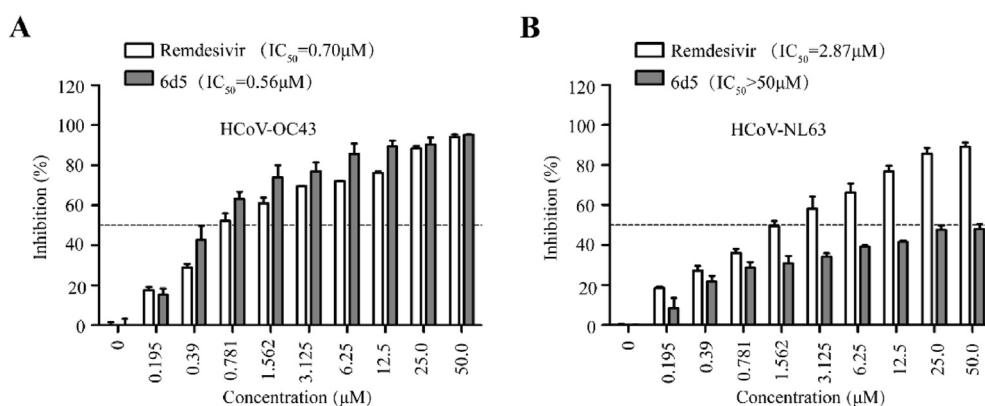 A
Remdesivir (IC50=0.70μM)
6d5 (IC50=0.56μM)
HCoV-OC43
Inhibition (%)
120
100
80
60
40
20
0
0
0.195
0.39
0.781
1.562
3.125
6.25
12.5
25.0
50.0
Concentration (μM)
B
Remdesivir (IC50=2.87μM)
6d5 (IC50>50μM)
HCoV-NL63
Inhibition (%)
120
100
80
60
40
20
0
0
0.195
0.39
0.781
1.562
3.125
6.25
12.5
25.0
50.0
Concentration (μM)